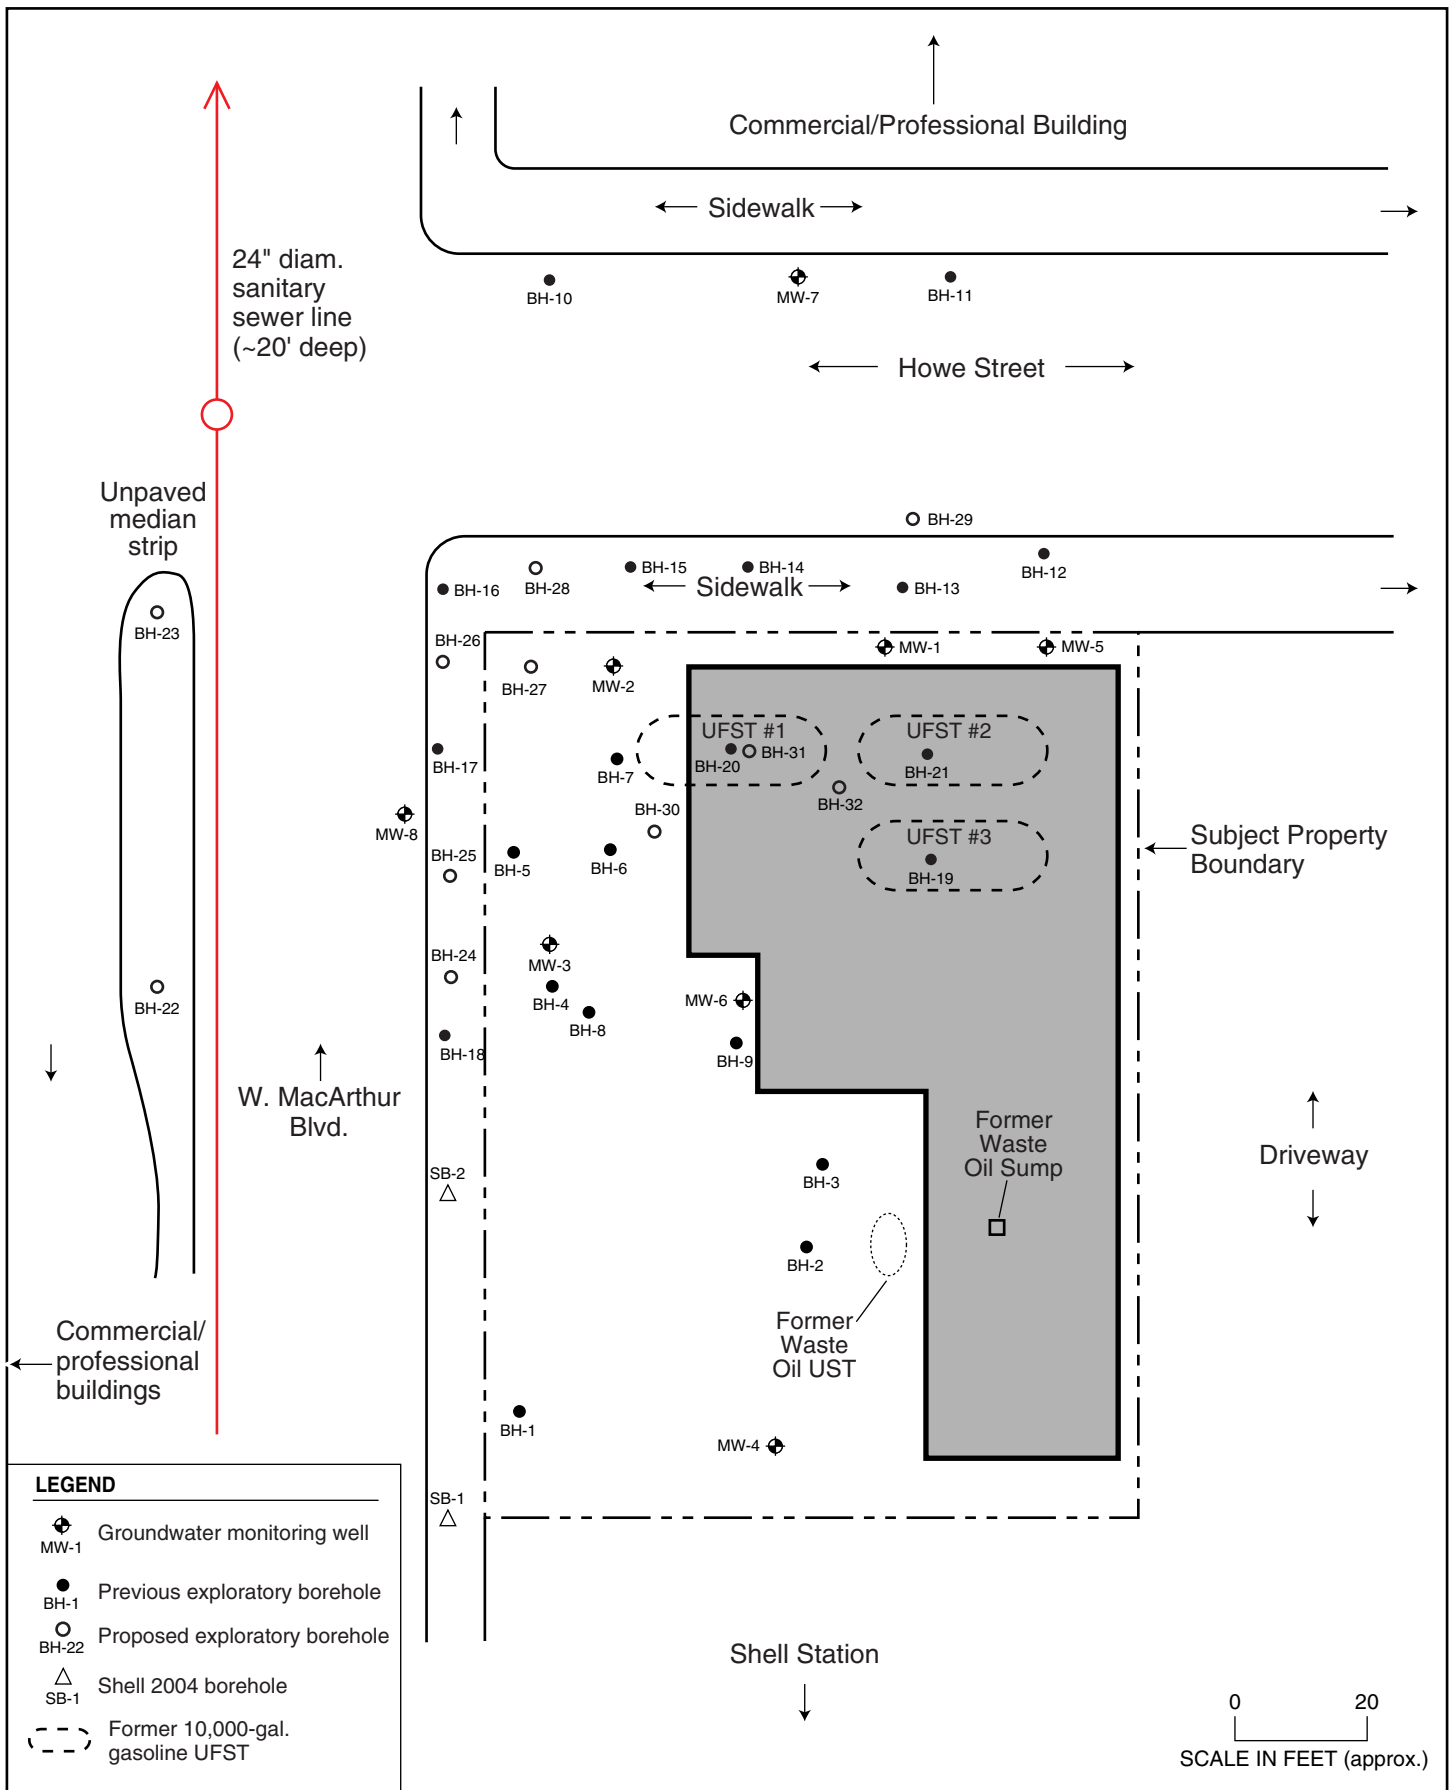 Commercial/Professional Building
Sidewalk
24" diam.
sanitary
sewer line
(~20' deep)
BH-10
MW-7
BH-11
Howe Street
Unpaved
median
strip
BH-29
BH-16
BH-28
BH-15
BH-14
Sidewalk
BH-13
BH-12
BH-23
BH-26
BH-27
MW-2
MW-1
MW-5
UFST #1
UFST #2
BH-17
BH-7
BH-20
BH-31
BH-21
MW-8
BH-30
BH-32
BH-25
BH-5
BH-6
UFST #3
BH-19
Subject Property
Boundary
BH-24
MW-3
BH-4
BH-8
MW-6
BH-22
BH-18
BH-9
W. MacArthur
Blvd.
Former
Waste
Oil Sump
Driveway
SB-2
BH-3
BH-2
Former
Waste
Oil UST
Commercial/
professional
buildings
BH-1
MW-4
SB-1
LEGEND
MW-1 Groundwater monitoring well
BH-1 Previous exploratory borehole
BH-22 Proposed exploratory borehole
SB-1 Shell 2004 borehole
Former 10,000-gal.
gasoline UFST
Shell Station
0 20
SCALE IN FEET (approx.)